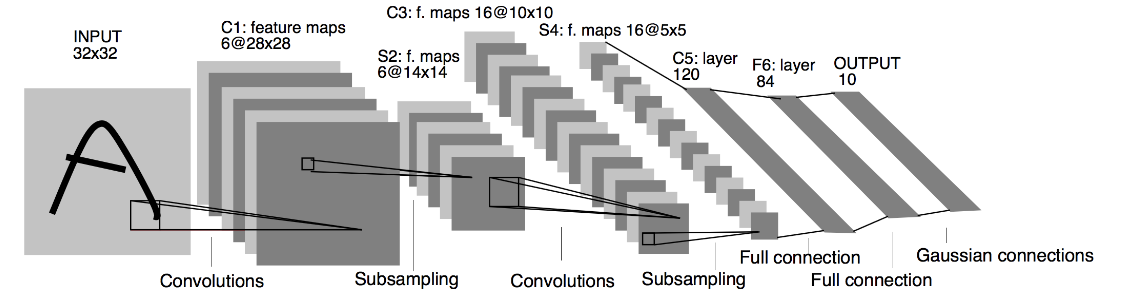 INPUT
32x32
C1: feature maps
6@28x28
S2: f. maps
6@14x14
C3: f. maps 16@10x10
S4: f. maps 16@5x5
C5: layer
120
F6: layer
84
OUTPUT
10
Convolutions
Subsampling
Convolutions
Subsampling
Full connection
Full connection
Gaussian connections